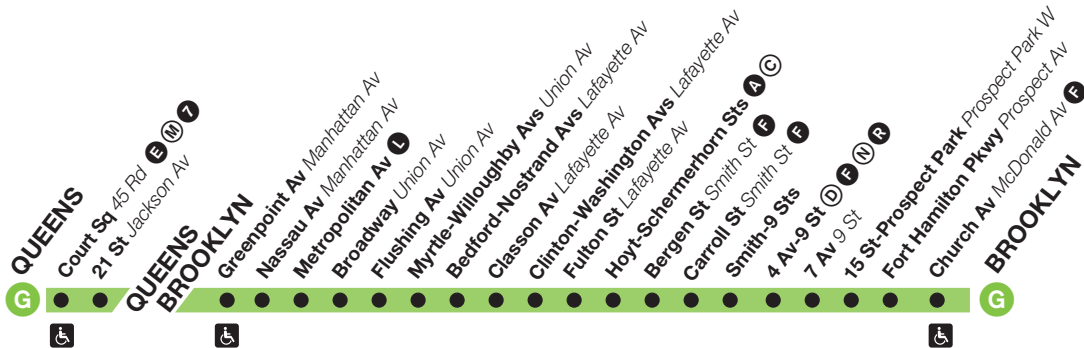 QUEENS
G
Court Sq 45 Rd E M 7
21 St Jackson Av
QUEENS
BROOKLYN
Greenpoint Av Manhattan Av
Nassau Av Manhattan Av
Metropolitan Av L
Broadway Union Av
Flushing Av Union Av
Myrtle-Willoughby Avs Union Av
Bedford-Nostrand Avs Lafayette Av
Classon Av Lafayette Av
Clinton-Washington Avs Lafayette Av
Fulton St Lafayette Av
Hoyt-Schermerhorn Sts A C
Bergen St Smith St F
Carroll St Smith St F
Smith-9 Sts
4 Av-9 St D F N R
7 Av 9 St
15 St-Prospect Park Prospect Park W
Fort Hamilton Pkwy Prospect Av
Church Av McDonald Av F
BROOKLYN
G